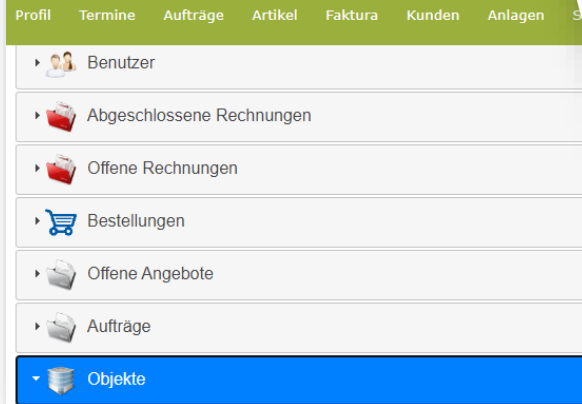 Profil Termine Aufträge Artikel Faktura Kunden Anlagen
Benutzer
Abgeschlossene Rechnungen
Offene Rechnungen
Bestellungen
Offene Angebote
Aufträge
Objekte